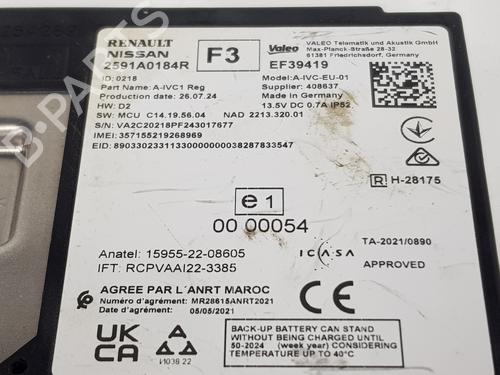 RENAULT
NISSAN
F3
Valeo
VALEO Telematik und Akustik GmbH
Max-Planck-Straße 28-32
61381 Friedrichsdorf, Germany
2591A0184R
EF39419
ID: 0218
Model: A-IVC-EU-01
Part Name: A-IVC1 Reg
Supplier: 408637
Production date: 26.07.24
13.5V DC 0.7A IP52
HW: D2
SW: MCU C14.19.56.04 NAD 2213.320.01
SN: VA2C20218PF243017677
IMEI: 357155219268969
EID: 89033023311330000000038287833547
R H-28175
e1
00 00054
Anatel: 15955-22-08605
IFT: RCPVAAI22-3385
ICASA
TA-2021/0890
APPROVED
AGREE PAR L'ANRT MAROC
Numéro d'agrément: MR28615ANRT2021
Date d'agrément: 05/05/2021
CE
UK
CA
BACK-UP BATTERY CAN STAND
WITHOUT BEING CHARGED UNTIL
50-2024 (week year) CONSIDERING
TEMPERATURE UP TO 40°C